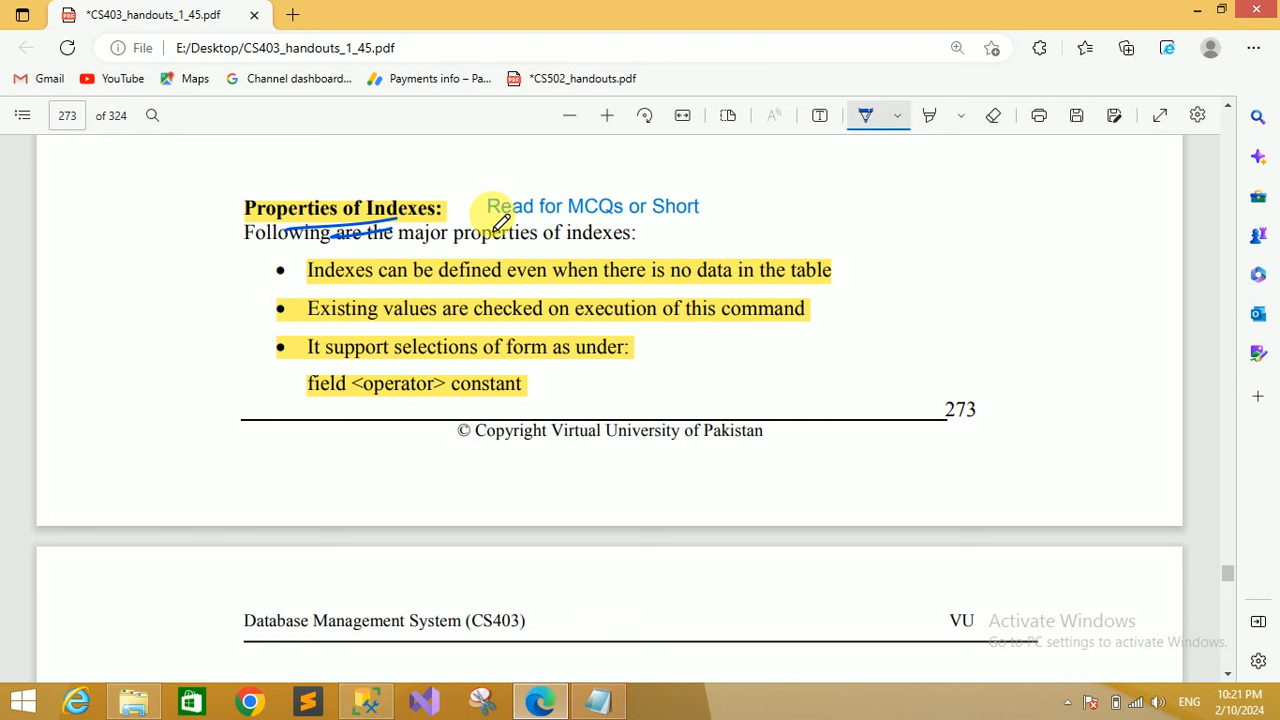 *CS403_handouts_1_45.pdf
File E:/Desktop/CS403_handouts_1_45.pdf
Gmail YouTube Maps Channel dashboard... Payments info – Pa... *CS502_handouts.pdf
273 of 324
Properties of Indexes: Read for MCQs or Short
Following are the major properties of indexes:
• Indexes can be defined even when there is no data in the table
• Existing values are checked on execution of this command
• It support selections of form as under:
field <operator> constant
273
© Copyright Virtual University of Pakistan
Database Management System (CS403) VU
Activate Windows
Go to PC settings to activate Windows.
ENG
10:21 PM
2/10/2024